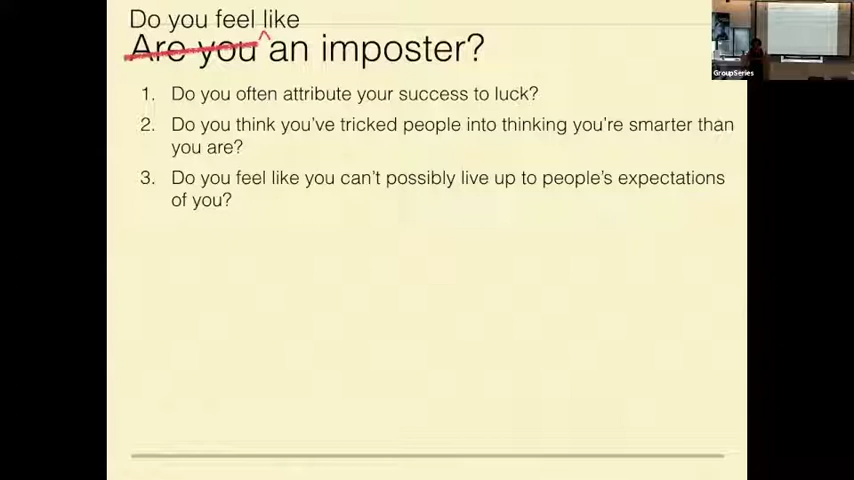 Do you feel like
Are you ^ an imposter?
1. Do you often attribute your success to luck?
2. Do you think you've tricked people into thinking you're smarter than
you are?
3. Do you feel like you can't possibly live up to people's expectations
of you?
GroupSeries